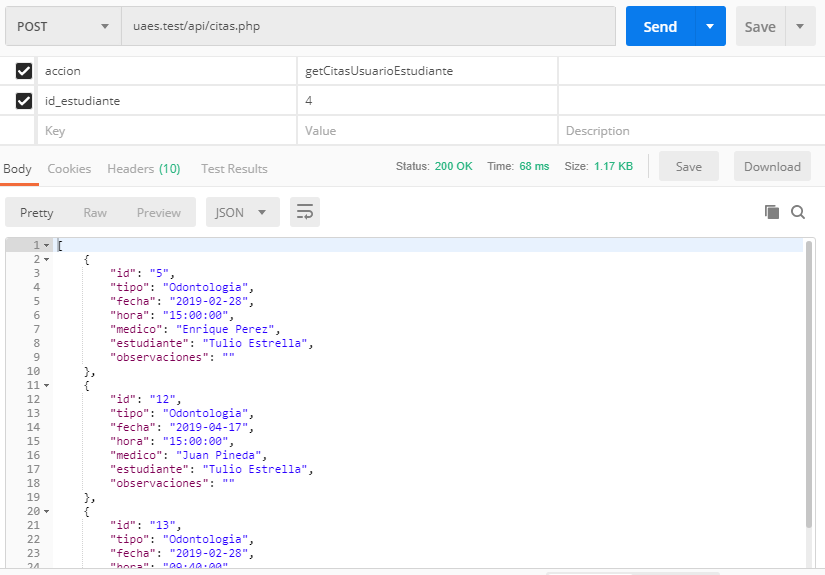 POST uaes.test/api/citas.php Send Save
accion getCitasUsuarioEstudiante
id_estudiante 4
Key Value Description
Body Cookies Headers (10) Test Results Status: 200 OK Time: 68 ms Size: 1.17 KB Save Download
Pretty Raw Preview JSON
1 [
2 {
3 "id": "5",
4 "tipo": "Odontologia",
5 "fecha": "2019-02-28",
6 "hora": "15:00:00",
7 "medico": "Enrique Perez",
8 "estudiante": "Tulio Estrella",
9 "observaciones": ""
10 },
11 {
12 "id": "12",
13 "tipo": "Odontologia",
14 "fecha": "2019-04-17",
15 "hora": "15:00:00",
16 "medico": "Juan Pineda",
17 "estudiante": "Tulio Estrella",
18 "observaciones": ""
19 },
20 {
21 "id": "13",
22 "tipo": "Odontologia",
23 "fecha": "2019-02-28",
24 "hora": "09:40:00"